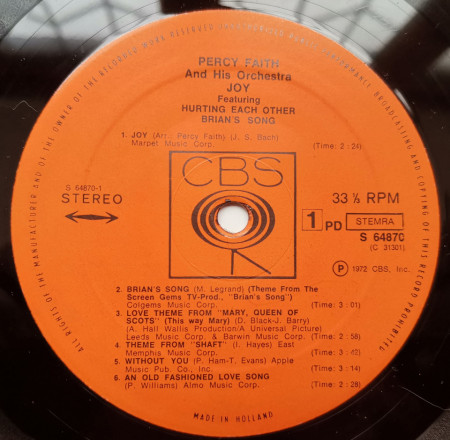 ALL RIGHTS OF THE MANUFACTURER AND OF THE OWNER OF THE RECORDED WORK RESERVED
PERFORMANCE BROADCASTING AND COPYING OF THIS RECORD PROHIBITED
PERCY FAITH
And His Orchestra
JOY
Featuring
HURTING EACH OTHER
BRIAN'S SONG
1. JOY (Arr.: Percy Faith) (J. S. Bach)
Marpet Music Corp. (Time: 2: 24)
CBS
S 64870-1
STEREO
33 ⅓ RPM
1 PD STEMRA
S 64870
(C 31301)
Ⓟ 1972 CBS, Inc.
2. BRIAN'S SONG (M. Legrand) (Theme From The
Screen Gems TV-Prod., "Brian's Song")
Colgems Music Corp. (Time: 3: 01)
3. LOVE THEME FROM "MARY, QUEEN OF
SCOTS" (This way Mary) (D. Black-J. Barry)
(A. Hall Wallis Production/A Universal Picture)
Leeds Music Corp. & Barwin Music Corp. (Time: 2: 58)
4. THEME FROM "SHAFT" (I. Hayes) East
Memphis Music Corp. (Time: 3: 42)
5. WITHOUT YOU (P. Ham-T. Evans) Apple
Music Pub. Co., Inc. (Time: 3: 14)
6. AN OLD FASHIONED LOVE SONG
(P. Williams) Almo Music Corp. (Time: 2: 28)
MADE IN HOLLAND